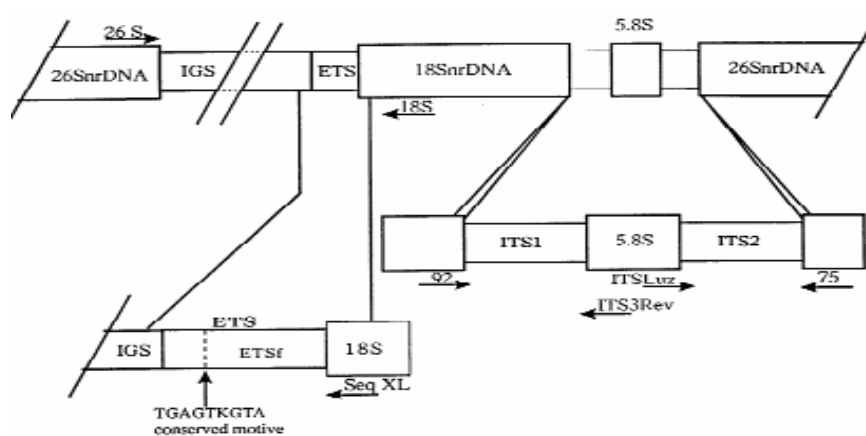 26 S
5.8S
26SnrDNA
IGS
ETS
18SnrDNA
26SnrDNA
18S
ITS1
5.8S
ITS2
92
ITSLuz
75
ITS3Rev
ETS
IGS
ETSf
18S
Seq XL
TGAGTKGTA
conserved motive